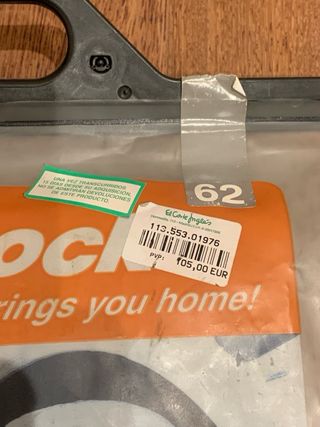 UNA VEZ TRANSCURRIDOS
15 DIAS DESDE SU ADQUISICION,
NO SE ADMITIRAN DEVOLUCIONES
DE ESTE PRODUCTO.
62
El Corte Inglés
113.553.01976
PVP: 105,00 EUR
OCK
rings you home!